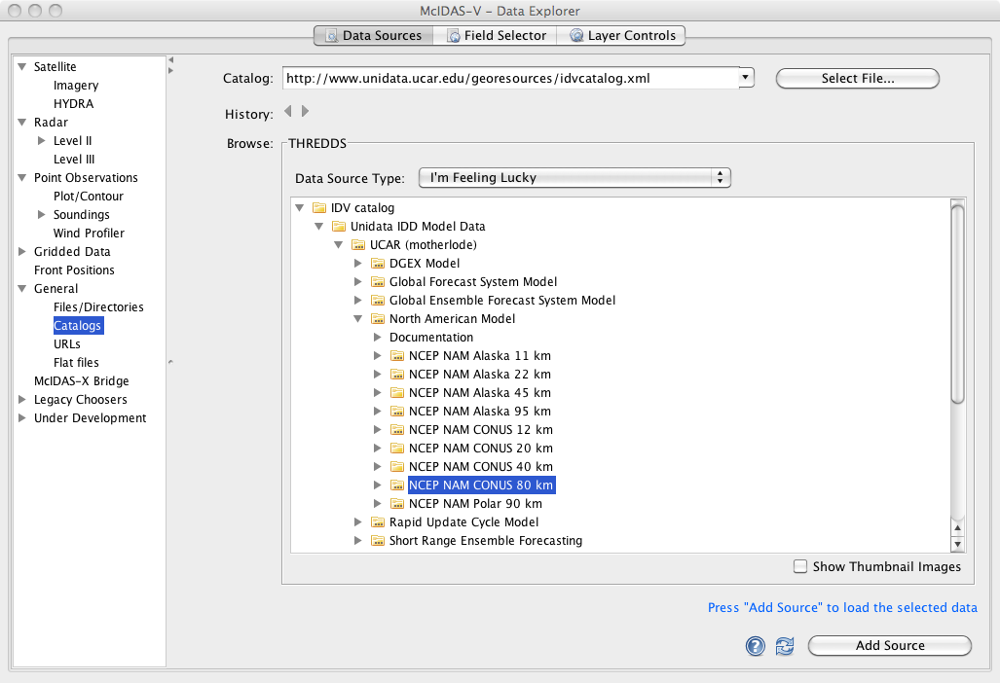 McIDAS-V - Data Explorer
Data Sources
Field Selector
Layer Controls
Satellite
Imagery
HYDRA
Radar
Level II
Level III
Point Observations
Plot/Contour
Soundings
Wind Profiler
Gridded Data
Front Positions
General
Files/Directories
Catalogs
URLs
Flat files
McIDAS-X Bridge
Legacy Choosers
Under Development
Catalog: http://www.unidata.ucar.edu/georesources/idvcatalog.xml Select File...
History:
Browse: THREDDS
Data Source Type: I'm Feeling Lucky
IDV catalog
Unidata IDD Model Data
UCAR (motherlode)
DGEX Model
Global Forecast System Model
Global Ensemble Forecast System Model
North American Model
Documentation
NCEP NAM Alaska 11 km
NCEP NAM Alaska 22 km
NCEP NAM Alaska 45 km
NCEP NAM Alaska 95 km
NCEP NAM CONUS 12 km
NCEP NAM CONUS 20 km
NCEP NAM CONUS 40 km
NCEP NAM CONUS 80 km
NCEP NAM Polar 90 km
Rapid Update Cycle Model
Short Range Ensemble Forecasting
Show Thumbnail Images
Press "Add Source" to load the selected data
? Add Source